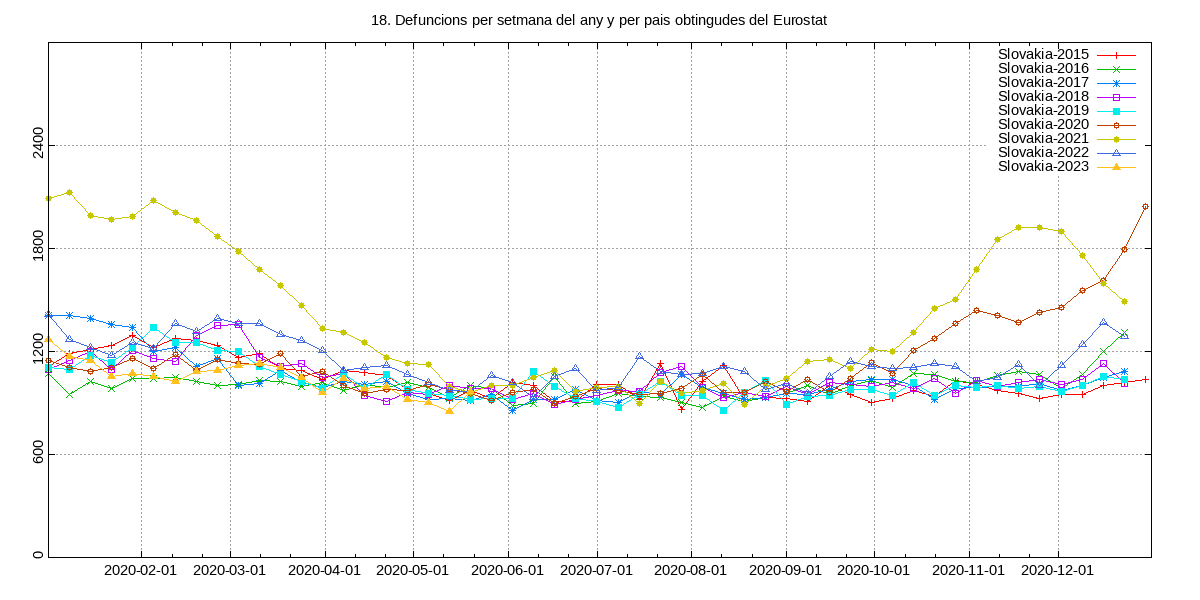 18. Defuncions per setmana del any y per pais obtingudes del Eurostat
Slovakia-2015
Slovakia-2016
Slovakia-2017
Slovakia-2018
Slovakia-2019
Slovakia-2020
Slovakia-2021
Slovakia-2022
Slovakia-2023
2400
1800
1200
600
0
2020-02-01 2020-03-01 2020-04-01 2020-05-01 2020-06-01 2020-07-01 2020-08-01 2020-09-01 2020-10-01 2020-11-01 2020-12-01